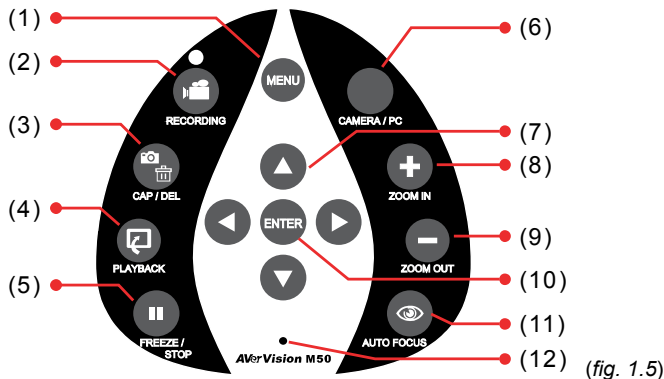 (1)
(2)
(3)
(4)
(5)
MENU
RECORDING
CAP / DEL
PLAYBACK
FREEZE /
STOP
ENTER
CAMERA / PC
ZOOM IN
ZOOM OUT
AUTO FOCUS
AVerVision M50
(6)
(7)
(8)
(9)
(10)
(11)
(12)
(fig. 1.5)